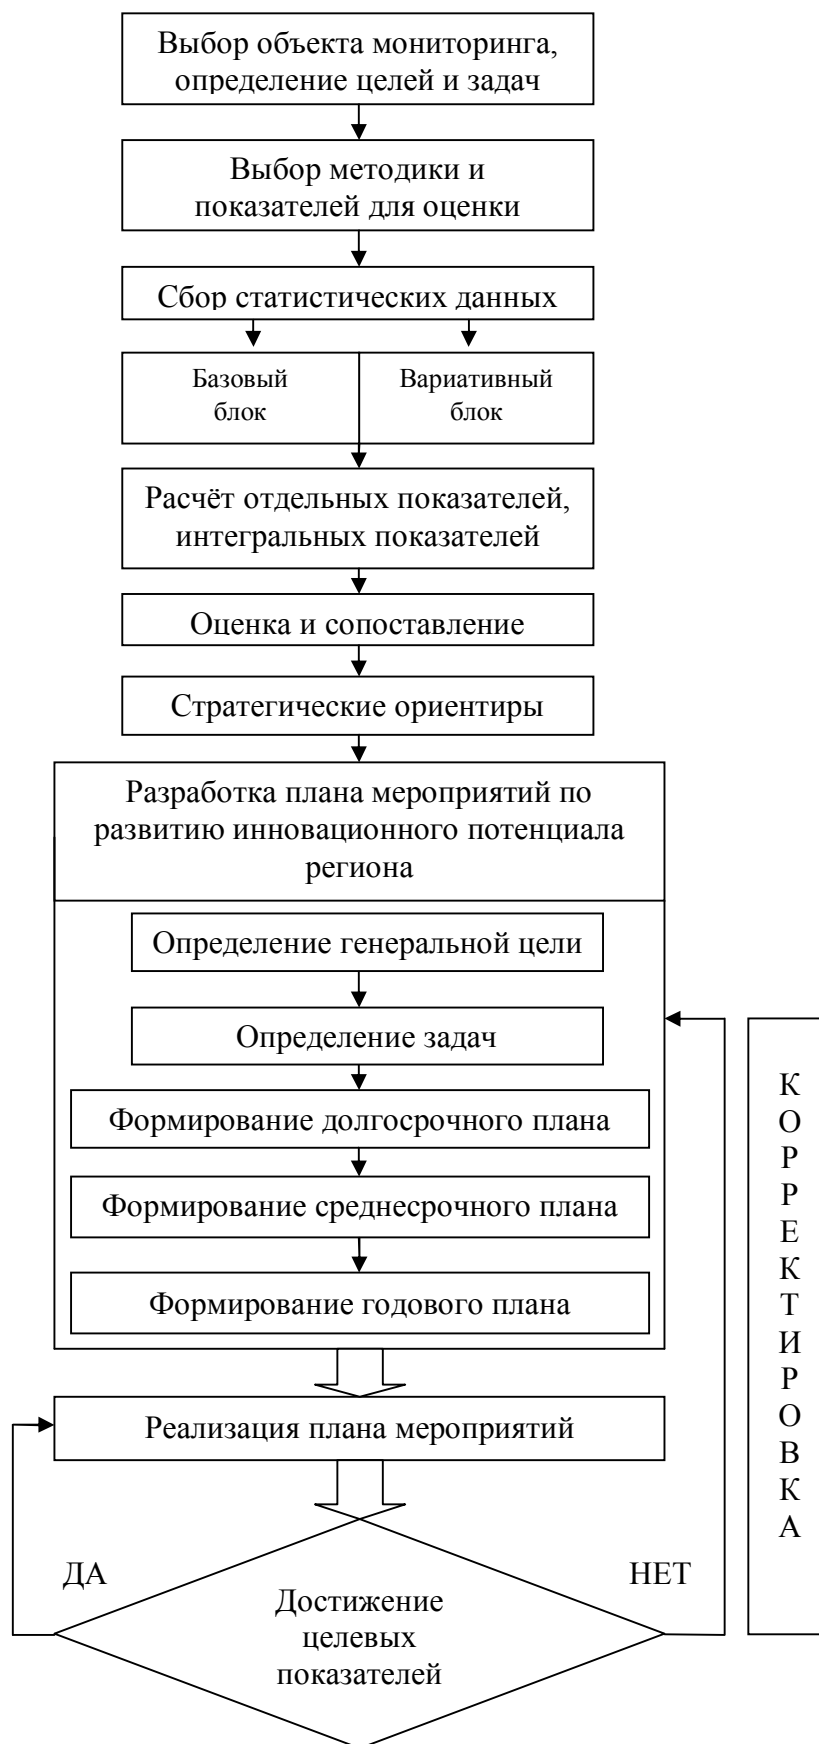 Выбор объекта мониторинга,
определение целей и задач
Выбор методики и
показателей для оценки
Сбор статистических данных
Базовый
блок
Вариативный
блок
Расчёт отдельных показателей,
интегральных показателей
Оценка и сопоставление
Стратегические ориентиры
Разработка плана мероприятий по
развитию инновационного потенциала
региона
Определение генеральной цели
Определение задач
Формирование долгосрочного плана
Формирование среднесрочного плана
Формирование годового плана
Реализация плана мероприятий
ДА
НЕТ
Достижение
целевых
показателей
К
О
Р
Р
Е
К
Т
И
Р
О
В
К
А